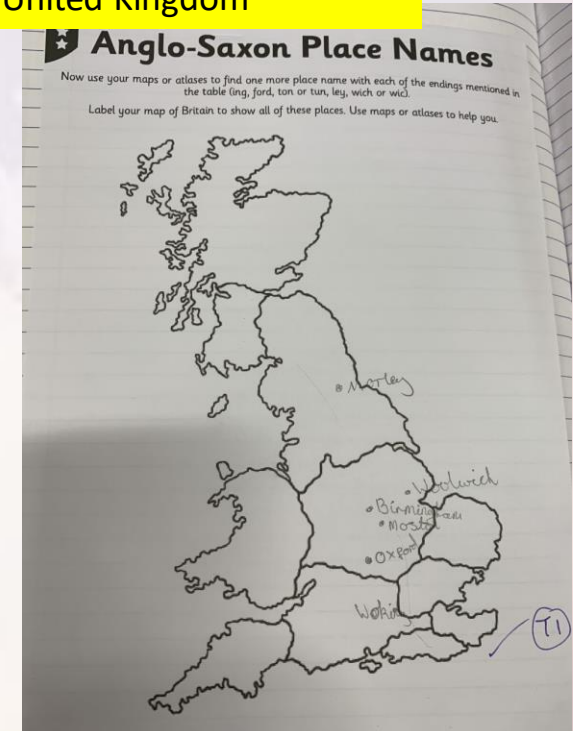 United Kingdom
Anglo-Saxon Place Names
Now use your maps or atlases to find one more place name with each of the endings mentioned in
the table (ing, ford, ton or tun, ley, wich or wic).
Label your map of Britain to show all of these places. Use maps or atlases to help you.
Morley
Woolwich
Birmingham
Oxford
Woking
T1